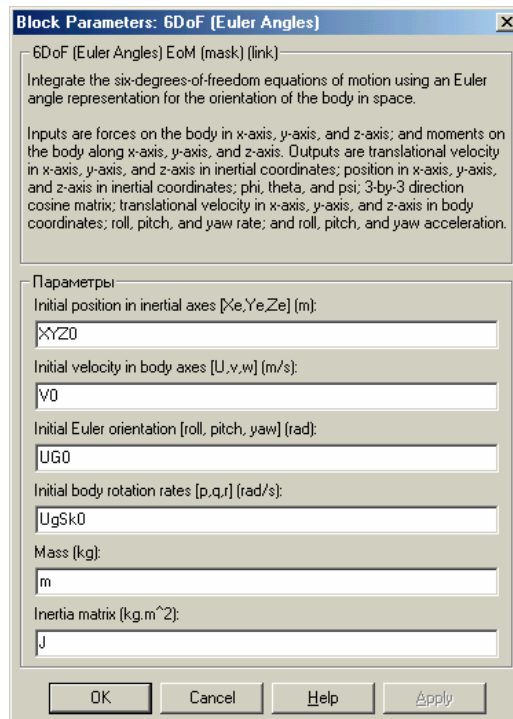 Block Parameters: 6DoF (Euler Angles)
6DoF (Euler Angles) EoM (mask) (link)
Integrate the six-degrees-of-freedom equations of motion using an Euler
angle representation for the orientation of the body in space.
Inputs are forces on the body in x-axis, y-axis, and z-axis; and moments on
the body along x-axis, y-axis, and z-axis. Outputs are translational velocity
in x-axis, y-axis, and z-axis in inertial coordinates; position in x-axis, y-axis,
and z-axis in inertial coordinates; phi, theta, and psi; 3-by-3 direction
cosine matrix; translational velocity in x-axis, y-axis, and z-axis in body
coordinates; roll, pitch, and yaw rate; and roll, pitch, and yaw acceleration.
Параметры
Initial position in inertial axes [Xe,Ye,Ze] (m):
XYZ0
Initial velocity in body axes [U,v,w] (m/s):
V0
Initial Euler orientation [roll, pitch, yaw] (rad):
UG0
Initial body rotation rates [p,q,r] (rad/s):
UgSk0
Mass (kg):
m
Inertia matrix (kg.m^2):
J
OK Cancel Help Apply